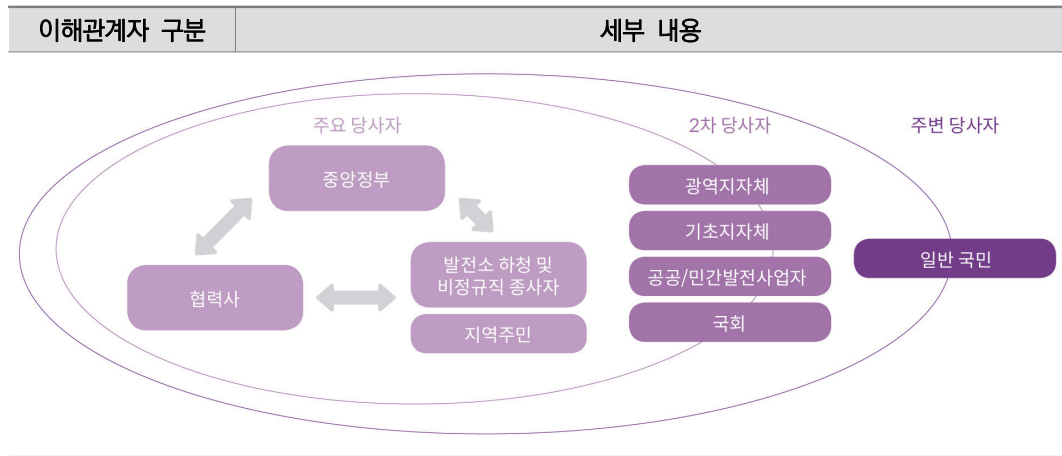 이해관계자 구분
세부 내용
주요 당사자
2차 당사자
주변 당사자
중앙정부
협력사
발전소 하청 및
비정규직 종사자
지역주민
광역지자체
기초지자체
공공/민간발전사업자
국회
일반 국민